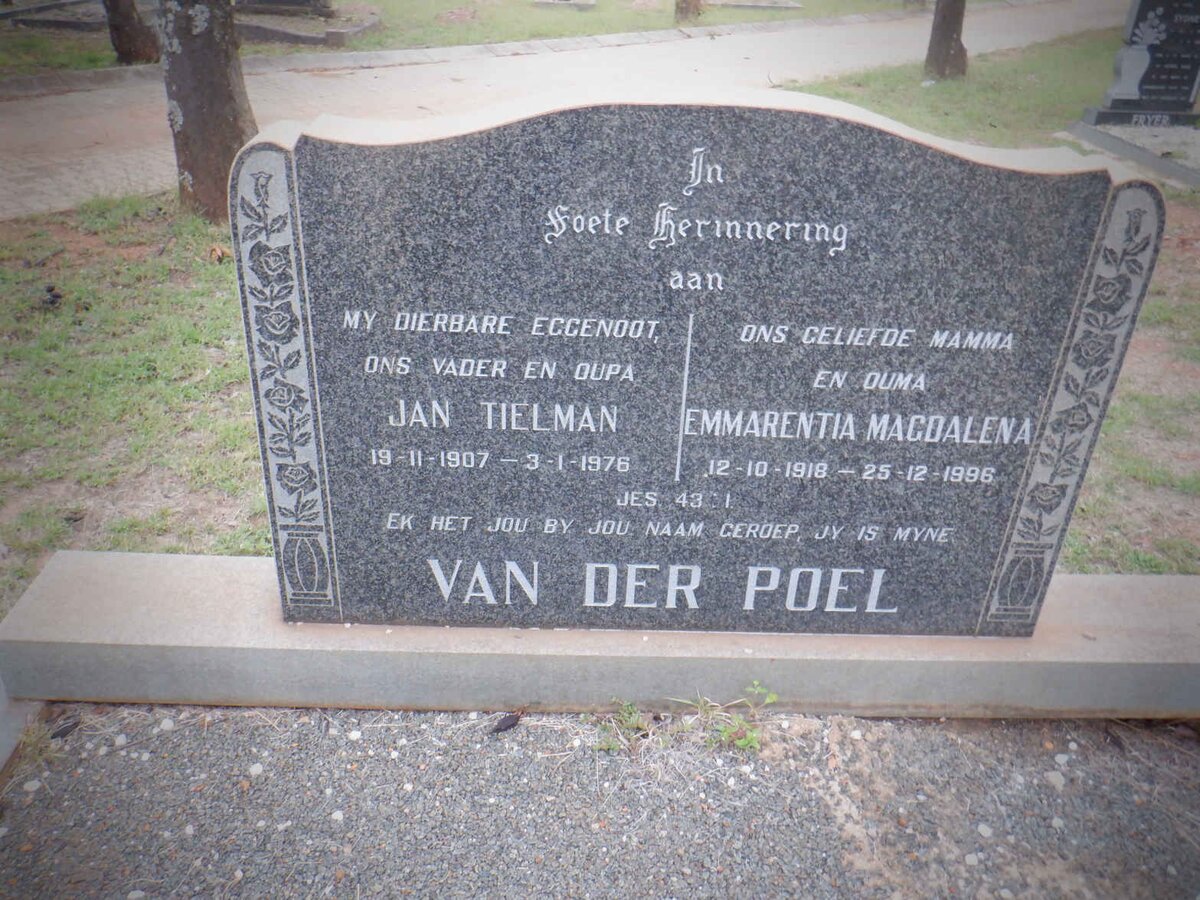 In
Soete Herinnering
aan
MY DIERBARE EGGENOOT,
ONS VADER EN OUPA
JAN TIELMAN
19-11-1907 – 3-1-1976
ONS GELIEFDE MAMMA
EN OUMA
EMMARENTIA MAGDALENA
12-10-1918 – 25-12-1996
JES. 43:1
EK HET JOU BY JOU NAAM GEROEP, JY IS MYNE
VAN DER POEL
FRYER